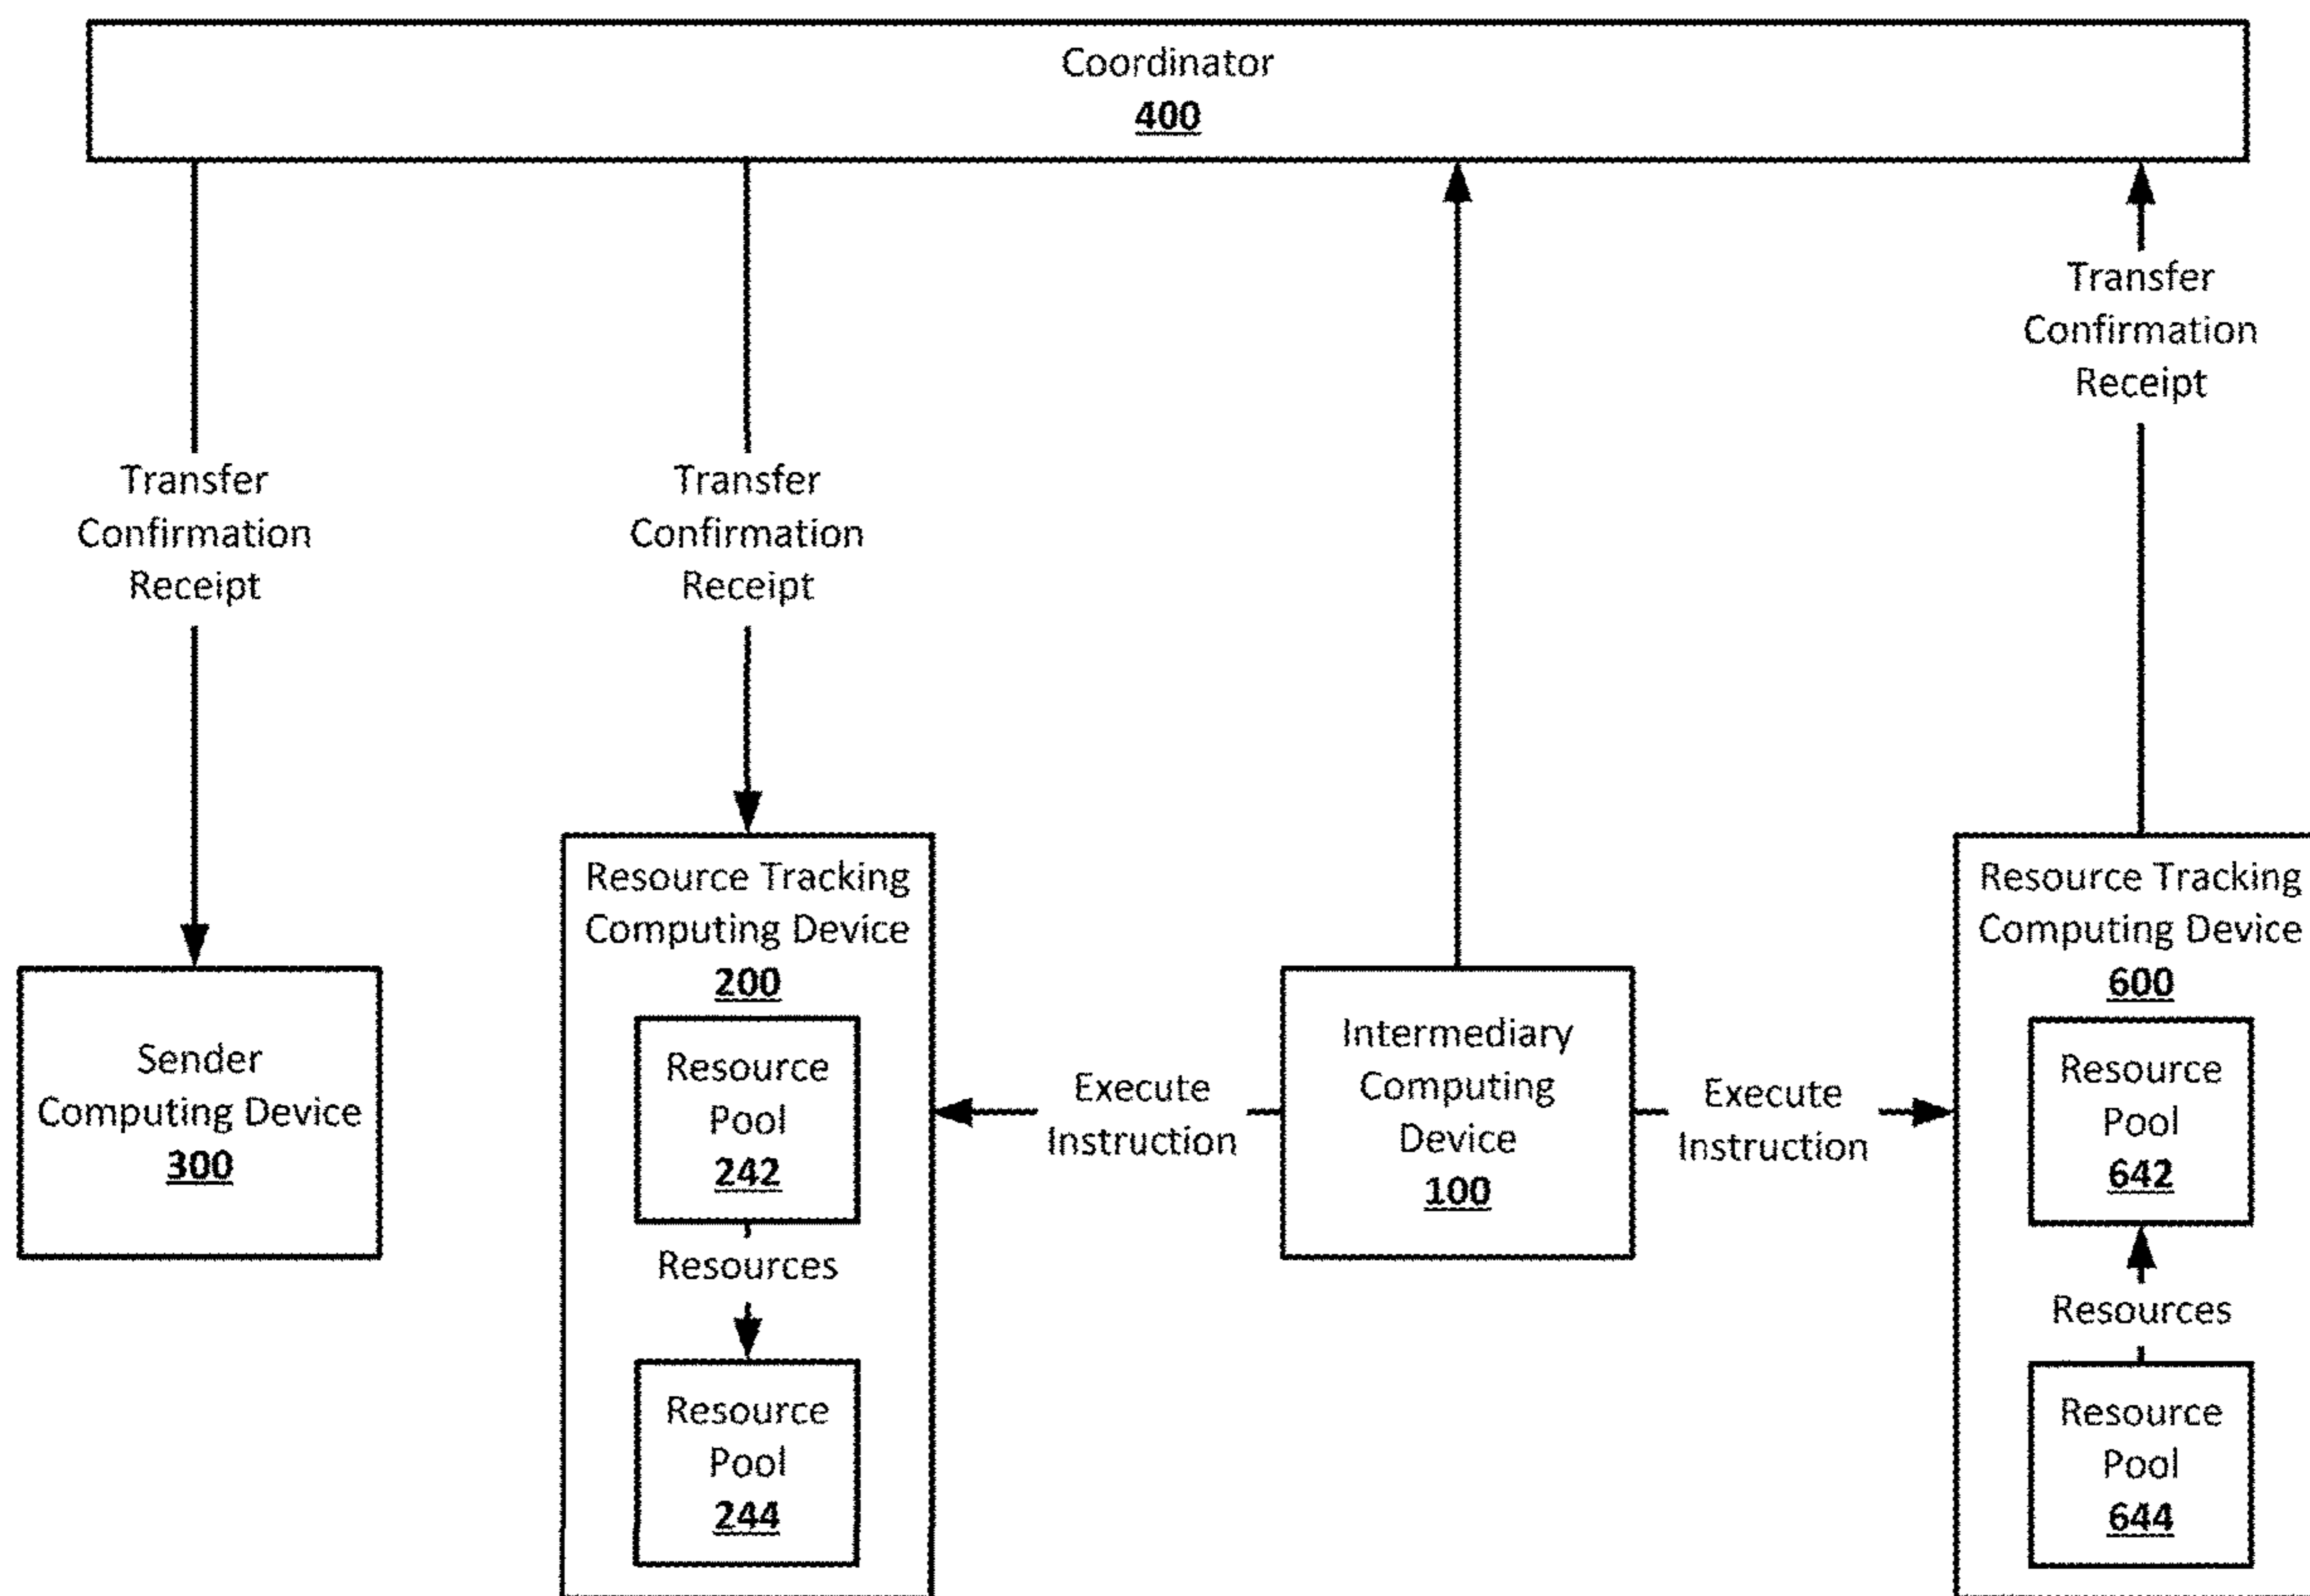 Coordinator
400
Transfer
Confirmation
Receipt
Transfer
Confirmation
Receipt
Transfer
Confirmation
Receipt
Sender
Computing Device
300
Resource Tracking
Computing Device
200
Resource
Pool
242
Resources
Resource
Pool
244
Execute
Instruction
Intermediary
Computing
Device
100
Execute
Instruction
Resource Tracking
Computing Device
600
Resource
Pool
642
Resources
Resource
Pool
644